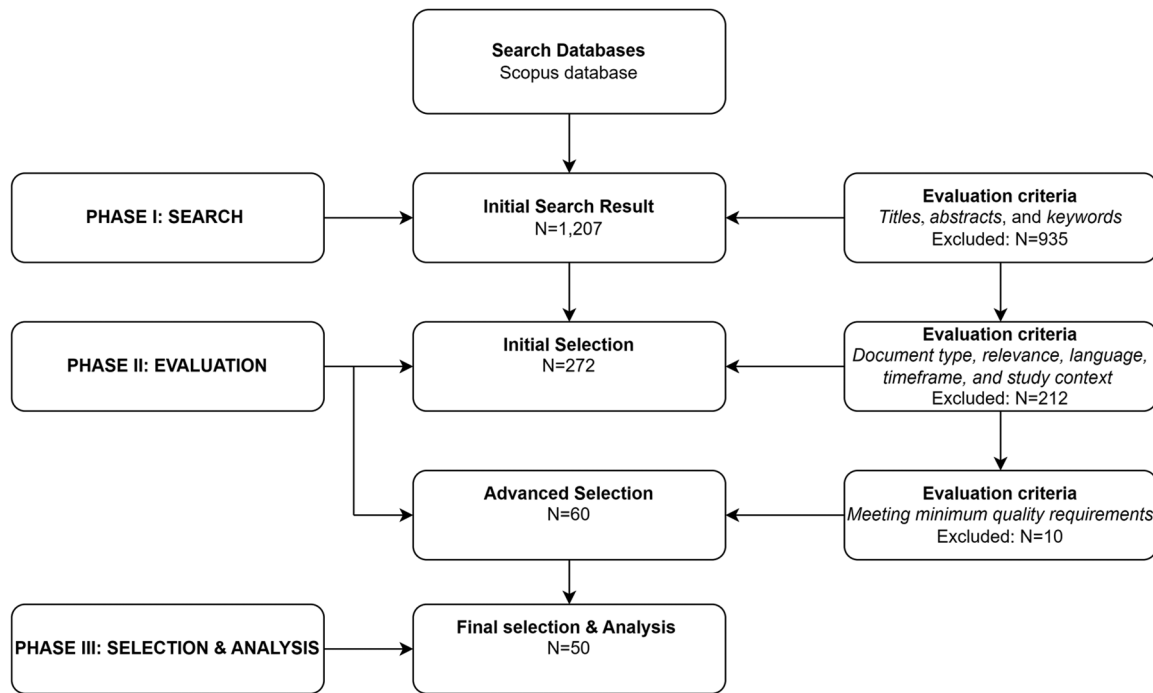 Search Databases
Scopus database
PHASE I: SEARCH
Initial Search Result
N=1,207
Evaluation criteria
Titles, abstracts, and keywords
Excluded: N=935
PHASE II: EVALUATION
Initial Selection
N=272
Evaluation criteria
Document type, relevance, language,
timeframe, and study context
Excluded: N=212
Advanced Selection
N=60
Evaluation criteria
Meeting minimum quality requirements
Excluded: N=10
PHASE III: SELECTION & ANALYSIS
Final selection & Analysis
N=50